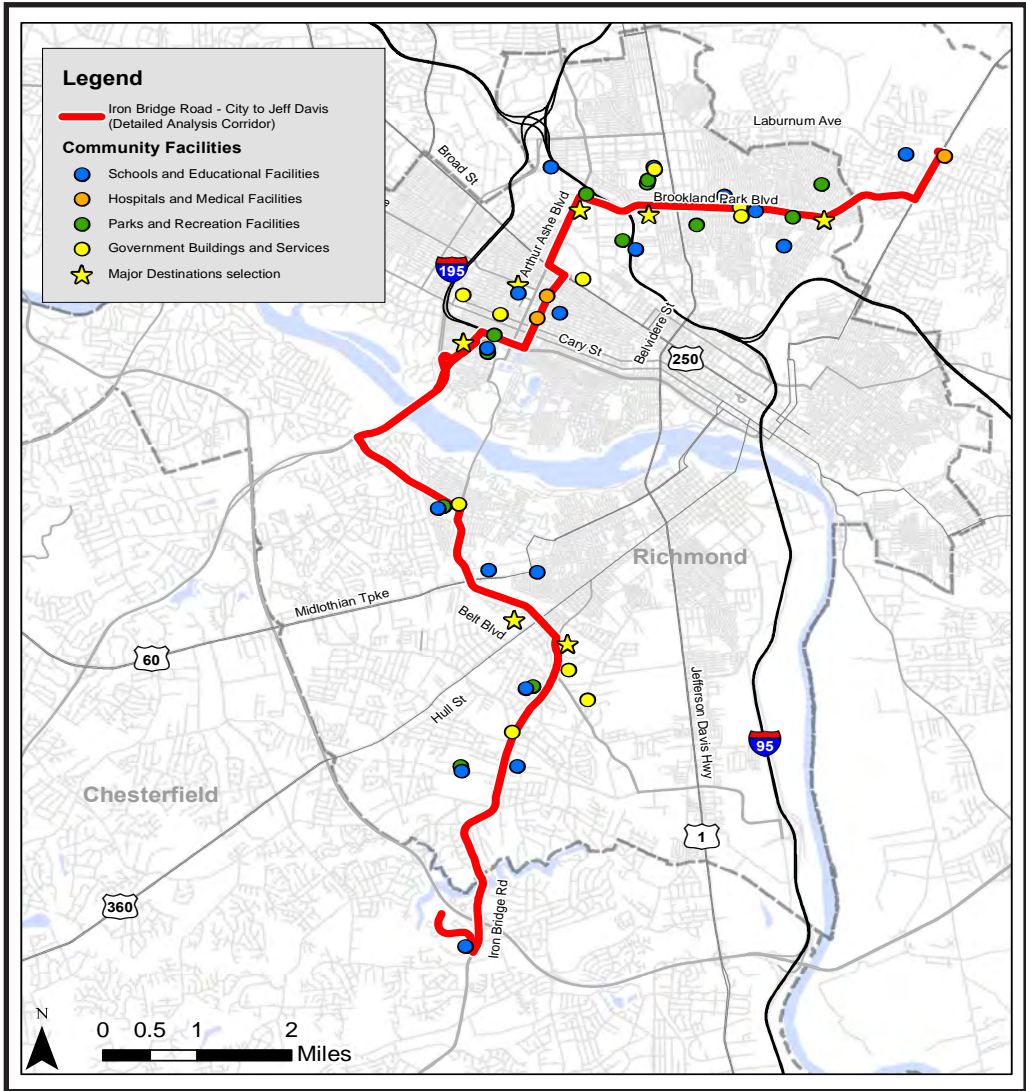 Legend
Iron Bridge Road - City to Jeff Davis
(Detailed Analysis Corridor)
Community Facilities
Schools and Educational Facilities
Hospitals and Medical Facilities
Parks and Recreation Facilities
Government Buildings and Services
Major Destinations selection
Laburnum Ave
Broad St
Brookland Park Blvd
Arthur Ashe Blvd
195
Belvidere St
Cary St
250
Richmond
Midlothian Tpke
Belt Blvd
60
Hull St
Jefferson Davis Hwy
95
Chesterfield
1
360
Iron Bridge Rd
N
0 0.5 1 2
Miles